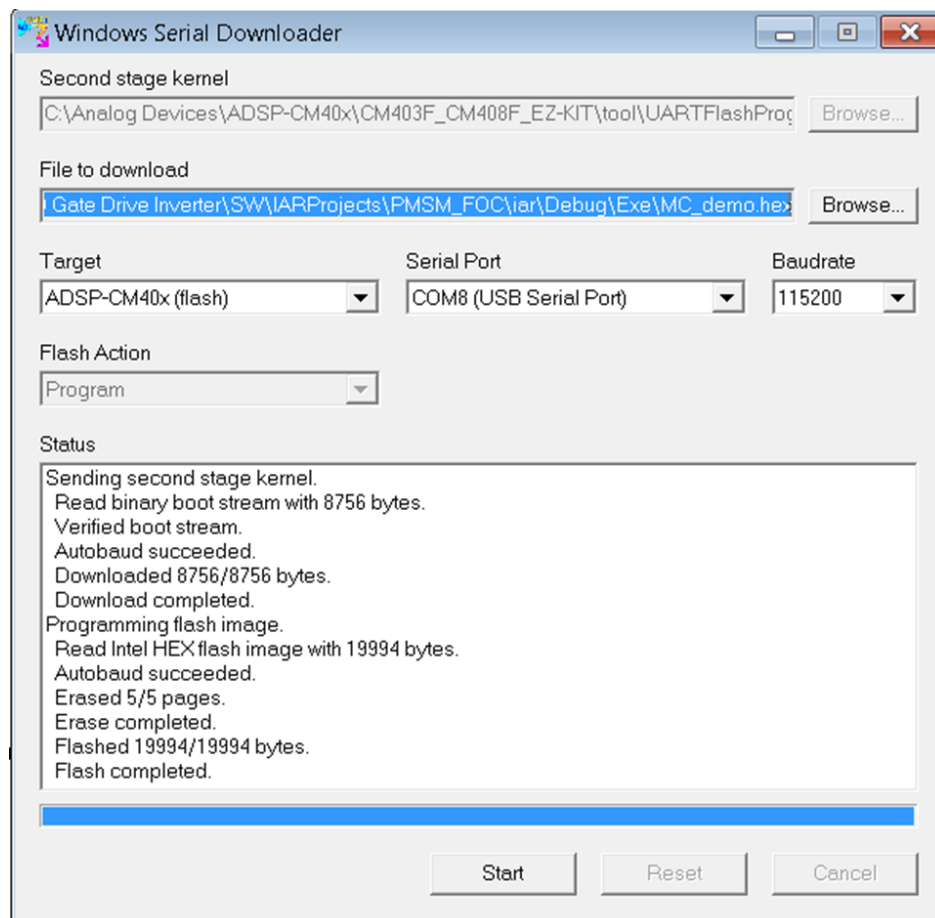 Windows Serial Downloader
Second stage kernel
C:\Analog Devices\ADSP-CM40x\CM403F_CM408F_EZ-KIT\tool\UARTFlashProg
Browse...
File to download
Gate Drive Inverter\SW\IARProjects\PMSM_FOC\iar\Debug\Exe\MC_demo.hex
Browse...
Target
Serial Port
Baudrate
ADSP-CM40x (flash)
COM8 (USB Serial Port)
115200
Flash Action
Program
Status
Sending second stage kernel.
Read binary boot stream with 8756 bytes.
Verified boot stream.
Autobaud succeeded.
Downloaded 8756/8756 bytes.
Download completed.
Programming flash image.
Read Intel HEX flash image with 19994 bytes.
Autobaud succeeded.
Erased 5/5 pages.
Erase completed.
Flashed 19994/19994 bytes.
Flash completed.
Start
Reset
Cancel